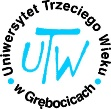 Uniwersytet Trzeciego Wieku
UTW
w Grębocicach